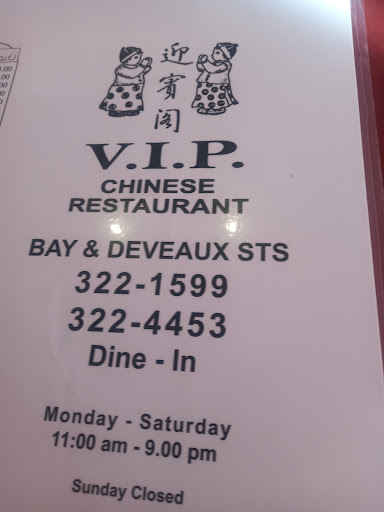 迎賓閣
V.I.P.
CHINESE
RESTAURANT
BAY & DEVEAUX STS
322-1599
322-4453
Dine - In
Monday - Saturday
11:00 am - 9.00 pm
Sunday Closed